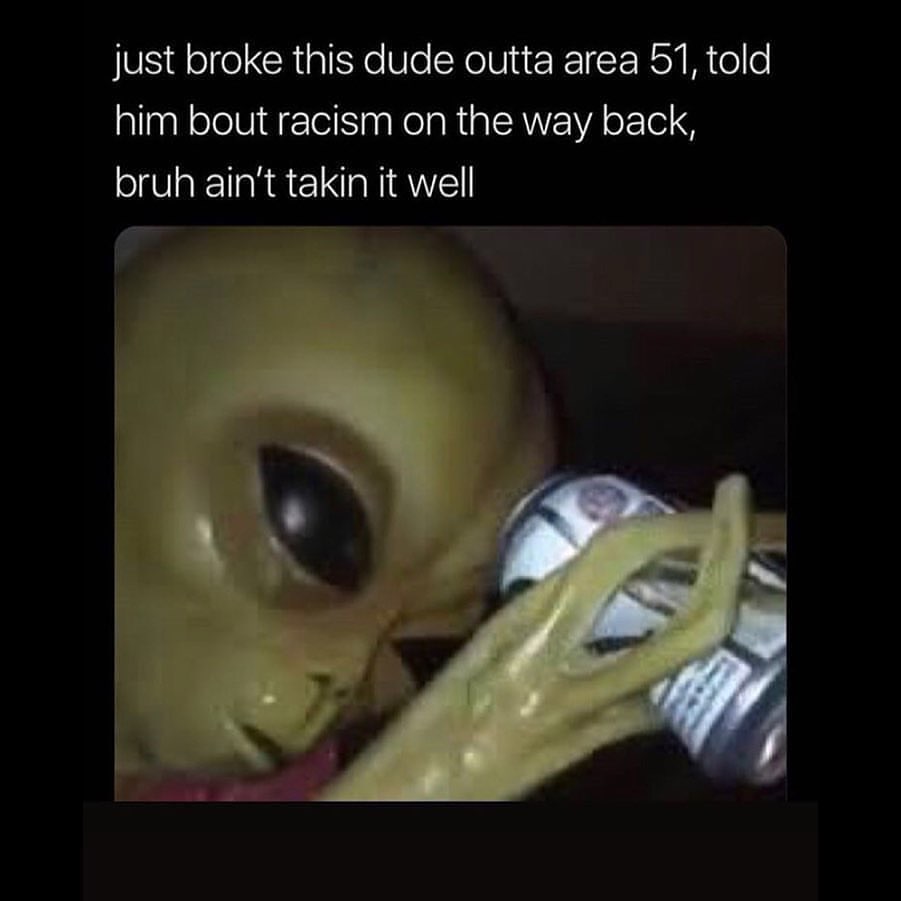 just broke this dude outta area 51, told
him bout racism on the way back,
bruh ain't takin it well